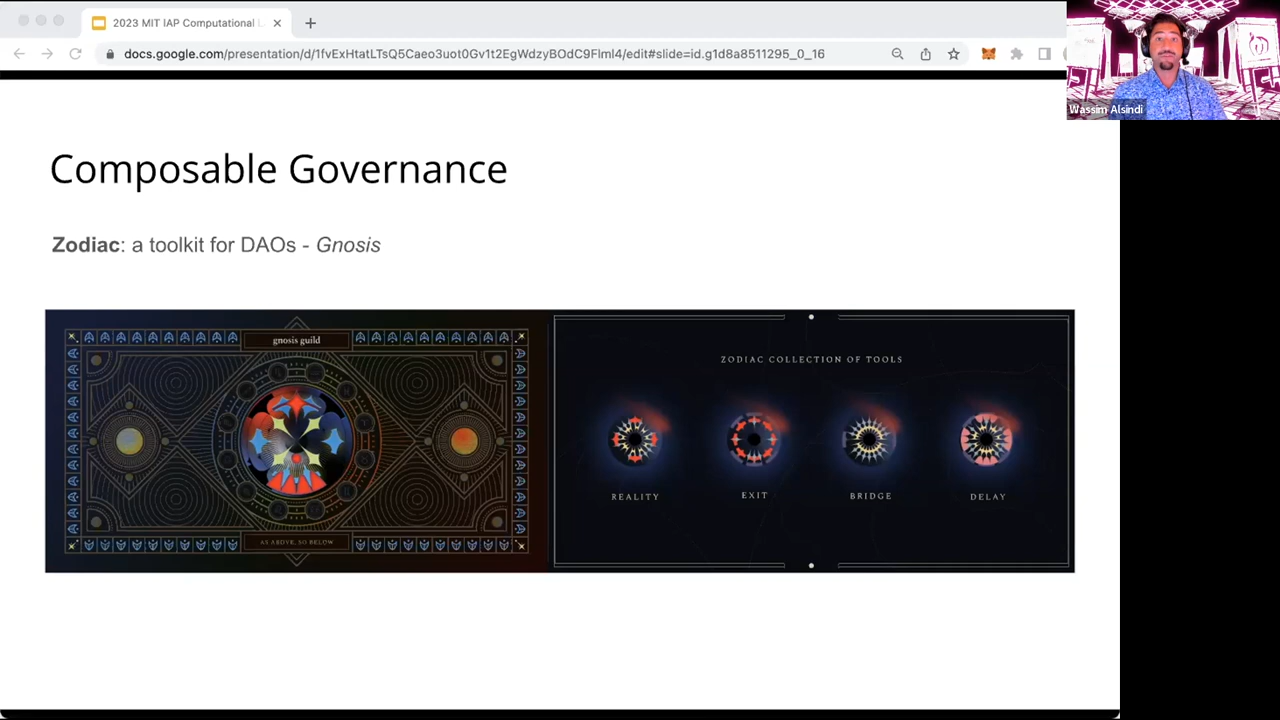 2023 MIT IAP Computational L
docs.google.com/presentation/d/1fvExHtatLTsQ5Caeo3uotvGv1t2EgWdzyBOdC9Flml4/edit#slide=id.g1d8a8511295_0_16
Wassim Alsindi
Composable Governance
Zodiac: a toolkit for DAOs - Gnosis
gnosis guild
AS ABOVE, SO BELOW
ZODIAC COLLECTION OF TOOLS
REALITY EXIT BRIDGE DELAY